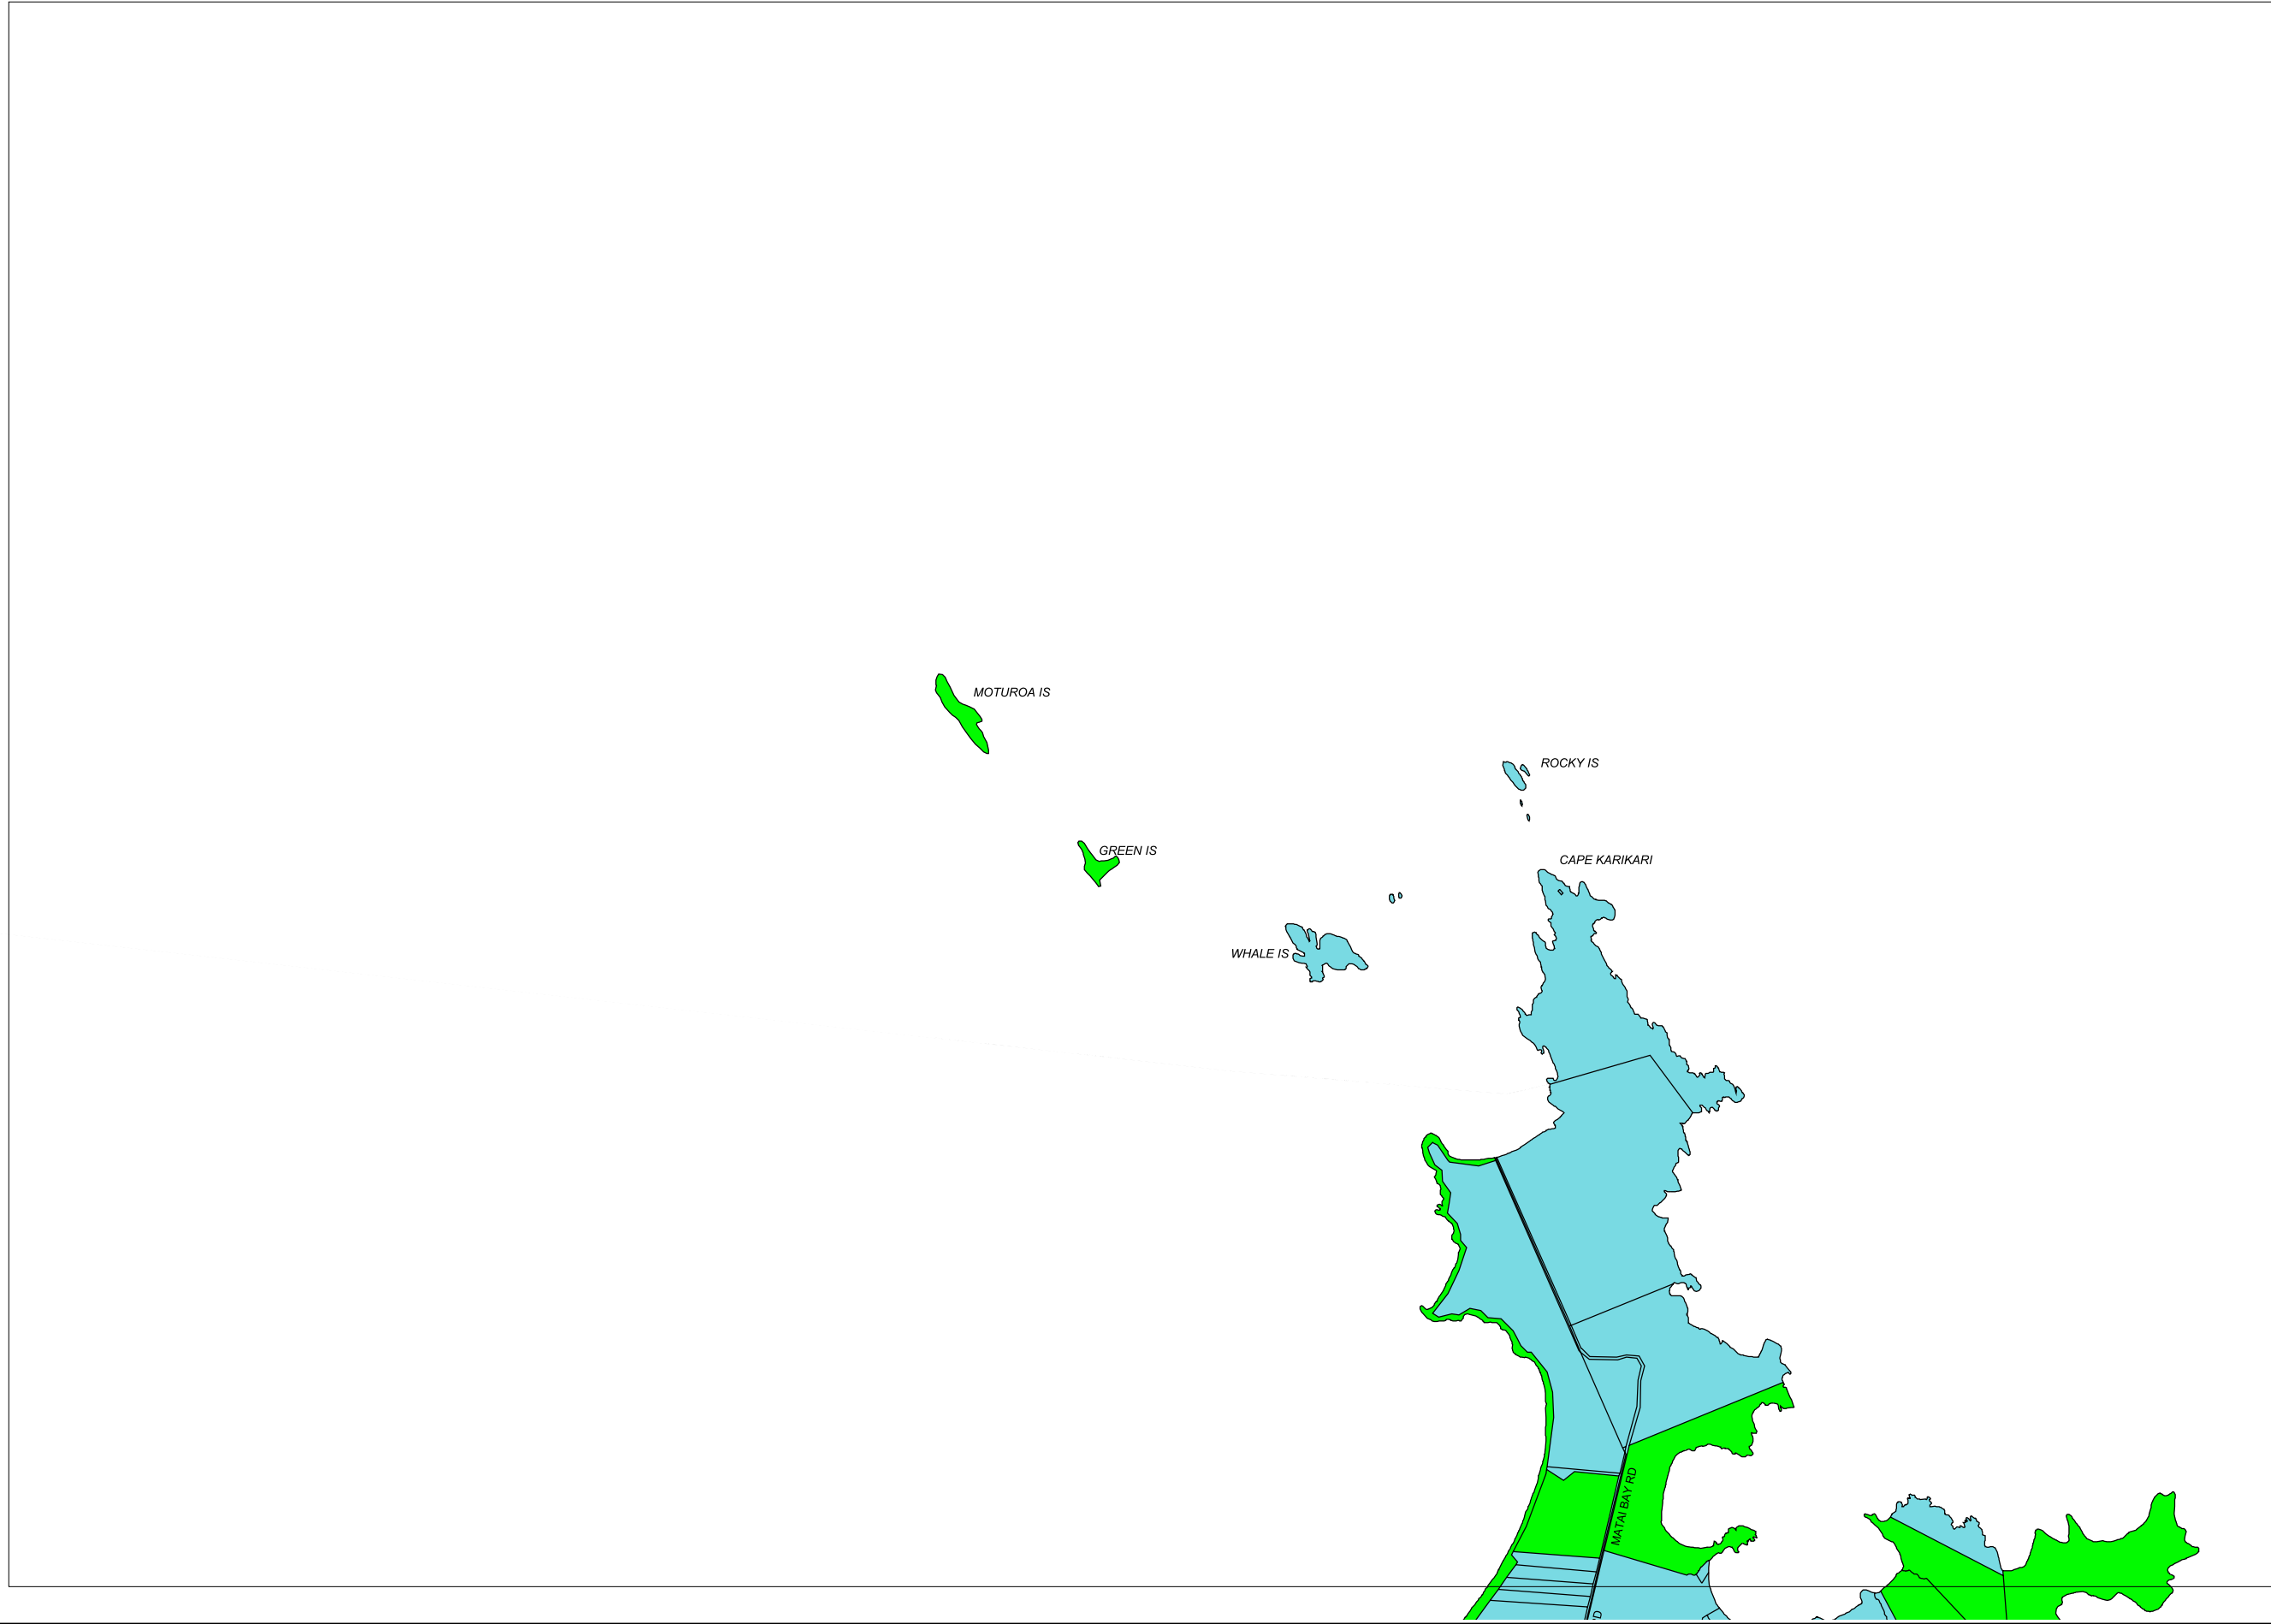 MOTUROA IS
ROCKY IS
GREEN IS
CAPE KARIKARI
WHALE IS
MATAI BAY RD